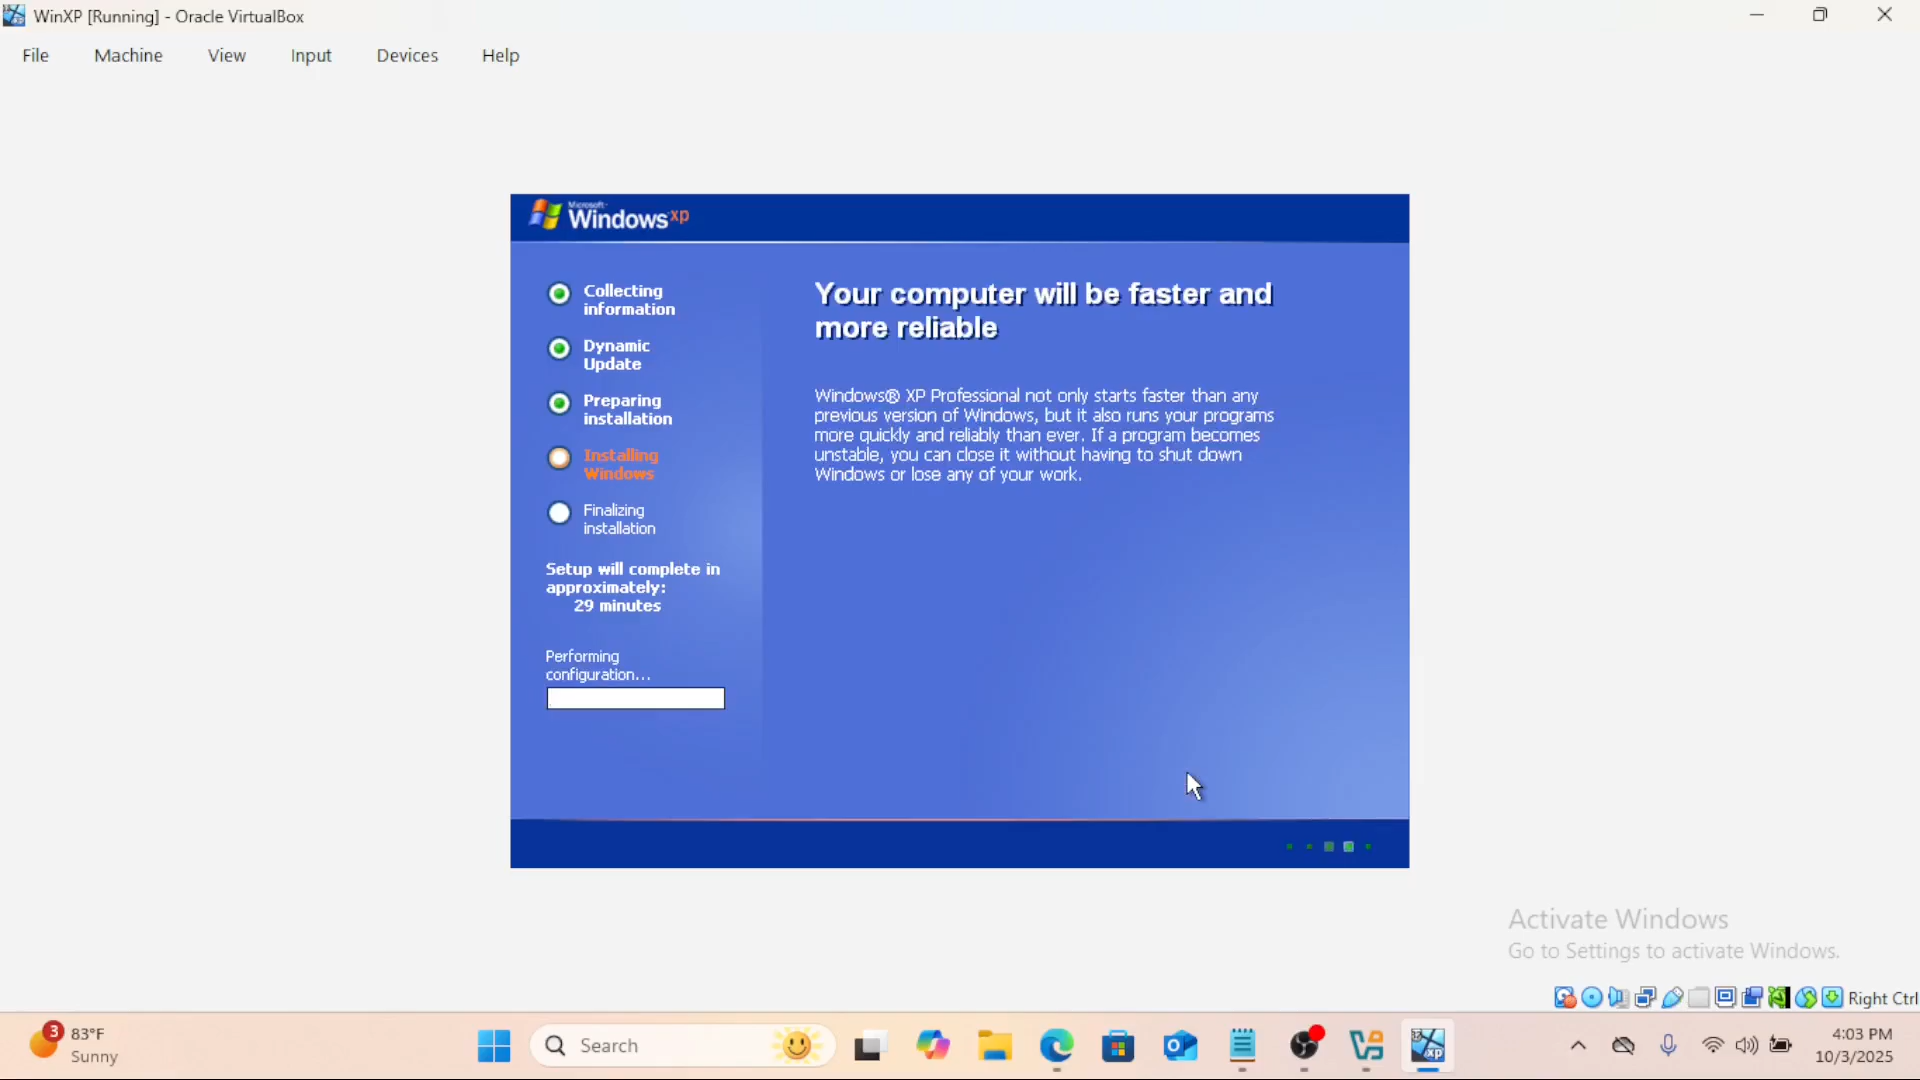 WinXP [Running] - Oracle VirtualBox
File Machine View Input Devices Help
Microsoft
Windows xp
Collecting
information
Dynamic
Update
Preparing
installation
Installing
Windows
Finalizing
installation
Setup will complete in
approximately:
29 minutes
Performing
configuration...
Your computer will be faster and
more reliable
Windows® XP Professional not only starts faster than any
previous version of Windows, but it also runs your programs
more quickly and reliably than ever. If a program becomes
unstable, you can close it without having to shut down
Windows or lose any of your work.
Activate Windows
Go to Settings to activate Windows.
Right Ctrl
3
83°F
Sunny
Search
xp
4:03 PM
10/3/2025